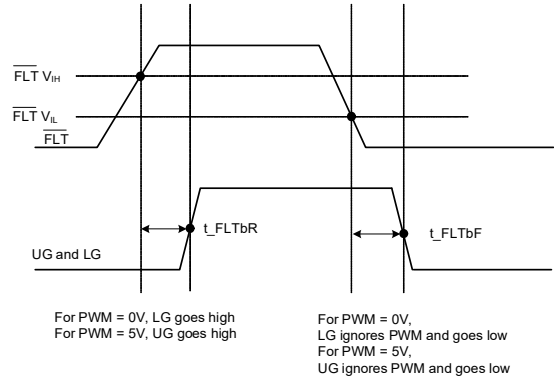 FLT VIH
FLT VIL
FLT
t_FLTbR
t_FLTbF
UG and LG
For PWM = 0V, LG goes high
For PWM = 5V, UG goes high
For PWM = 0V,
LG ignores PWM and goes low
For PWM = 5V,
UG ignores PWM and goes low